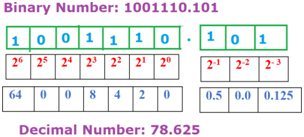 Binary Number: 1001110.101
1 0 0 1 1 1 0 . 1 0 1
2⁶ 2⁵ 2⁴ 2³ 2² 2¹ 2⁰ 2⁻¹ 2⁻² 2⁻³
64 0 0 8 4 2 0 0.5 0.0 0.125
Decimal Number: 78.625